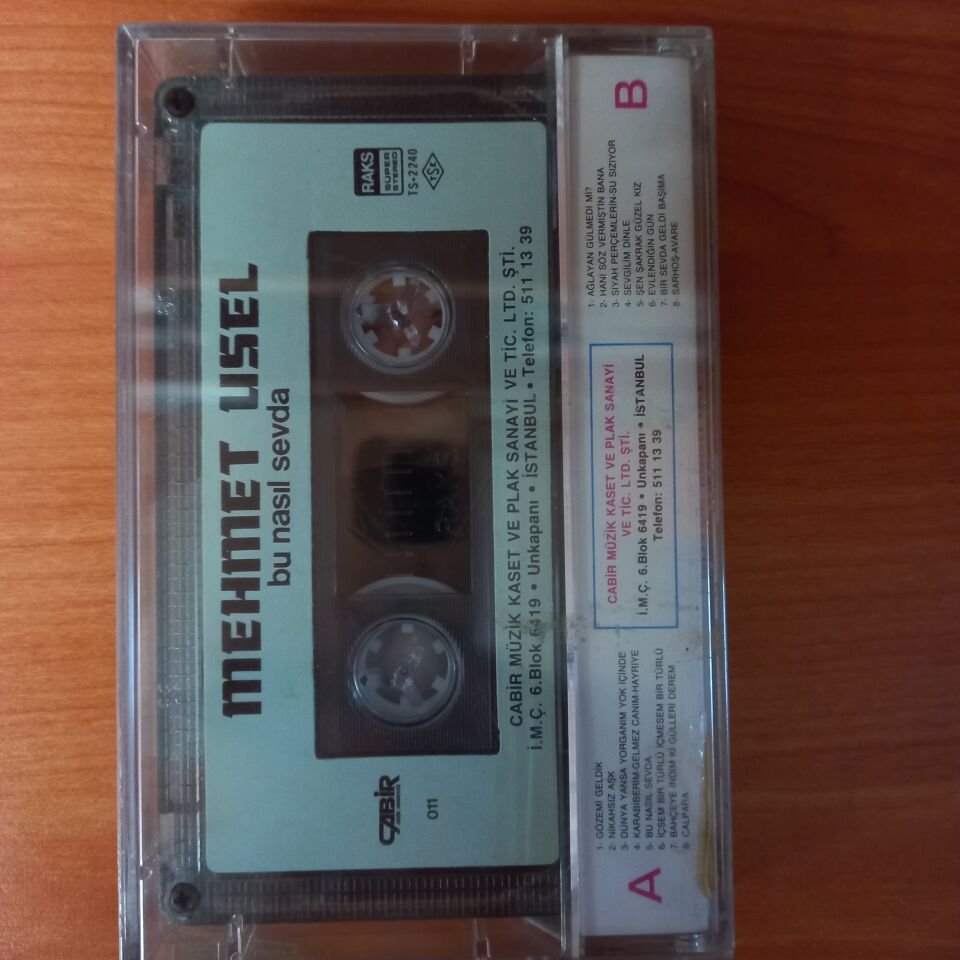 MEHMET USEL
bu nasıl sevda
RAKS
SÜPER
STEREO
TS-2240
TSE
CABİR
011
CABİR MÜZİK KASET VE PLAK SANAYİ VE TİC. LTD. ŞTİ.
İ.M.Ç. 6.Blok 6419 • Unkapanı • İSTANBUL • Telefon: 511 13 39
A
1- GÖZEMİ GELDİK
2- NİKAHSIZ AŞK
3- DÜNYA YANSA YORGANIM YOK İÇİNDE
4- KARABİBERİM-GELMEZ CANIM-HAYRİYE
5- BU NASIL SEVDA
6- İÇSEM BİR TÜRLÜ İÇMESEM BİR TÜRLÜ
7- BAHÇEYE İNDİM Kİ GÜLLERİ DEREM
8- CALPARA
CABİR MÜZİK KASET VE PLAK SANAYİ
VE TİC. LTD. ŞTİ.
İ.M.Ç. 6.Blok 6419 • Unkapanı • İSTANBUL
Telefon: 511 13 39
B
1- AĞLAYAN GÜLMEDİ Mİ?
2- HANİ SÖZ VERMİŞTİN BANA
3- SİYAH PERÇEMLERİN-SU SIZIYOR
4- SEVGİLİM DİNLE
5- ŞEN ŞAKRAK GÜZEL KIZ
6- EVLENDİĞİN GÜN
7- BİR SEVDA GELDİ BAŞIMA
8- SARHOŞ-AVARE